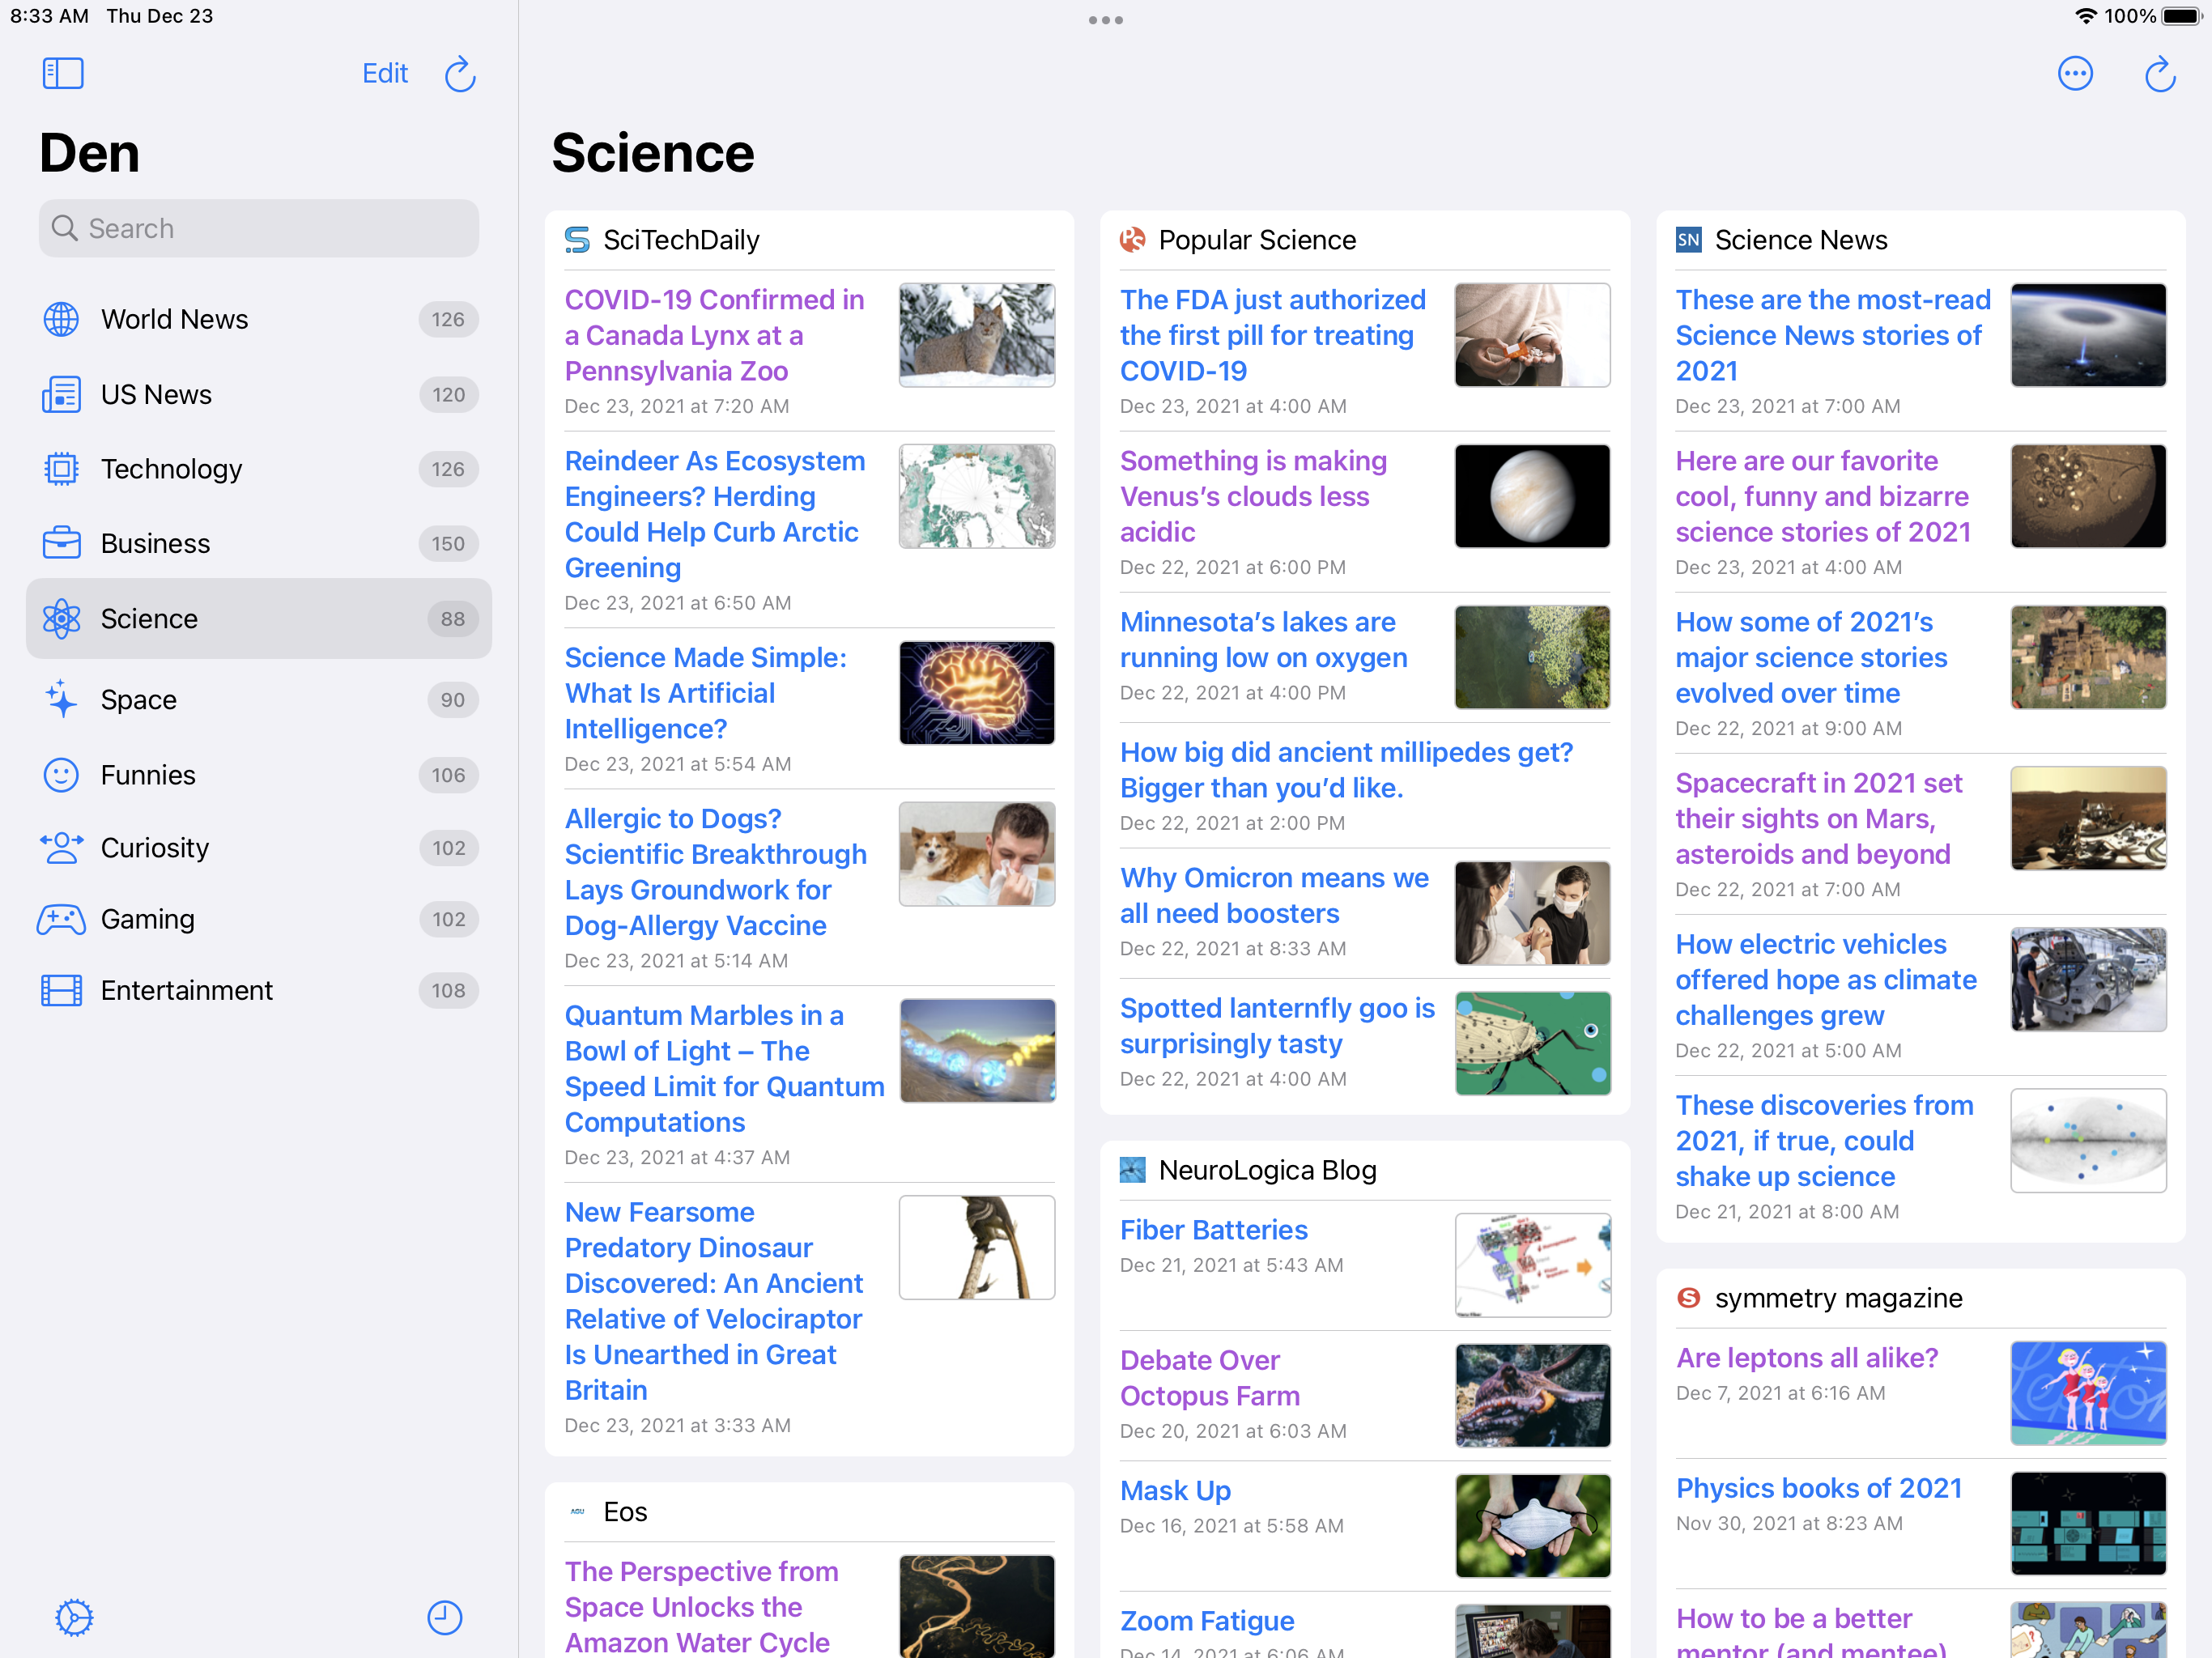 8:33 AM Thu Dec 23
100%
Edit
Den
Search
World News 126
US News 120
Technology 126
Business 150
Science 88
Space 90
Funnies 106
Curiosity 102
Gaming 102
Entertainment 108
Science
SciTechDaily
COVID-19 Confirmed in
a Canada Lynx at a
Pennsylvania Zoo
Dec 23, 2021 at 7:20 AM
Reindeer As Ecosystem
Engineers? Herding
Could Help Curb Arctic
Greening
Dec 23, 2021 at 6:50 AM
Science Made Simple:
What Is Artificial
Intelligence?
Dec 23, 2021 at 5:54 AM
Allergic to Dogs?
Scientific Breakthrough
Lays Groundwork for
Dog-Allergy Vaccine
Dec 23, 2021 at 5:14 AM
Quantum Marbles in a
Bowl of Light – The
Speed Limit for Quantum
Computations
Dec 23, 2021 at 4:37 AM
New Fearsome
Predatory Dinosaur
Discovered: An Ancient
Relative of Velociraptor
Is Unearthed in Great
Britain
Dec 23, 2021 at 3:33 AM
AGU Eos
The Perspective from
Space Unlocks the
Amazon Water Cycle
PS Popular Science
The FDA just authorized
the first pill for treating
COVID-19
Dec 23, 2021 at 4:00 AM
Something is making
Venus’s clouds less
acidic
Dec 22, 2021 at 6:00 PM
Minnesota’s lakes are
running low on oxygen
Dec 22, 2021 at 4:00 PM
How big did ancient millipedes get?
Bigger than you’d like.
Dec 22, 2021 at 2:00 PM
Why Omicron means we
all need boosters
Dec 22, 2021 at 8:33 AM
Spotted lanternfly goo is
surprisingly tasty
Dec 22, 2021 at 4:00 AM
NeuroLogica Blog
Fiber Batteries
Dec 21, 2021 at 5:43 AM
Debate Over
Octopus Farm
Dec 20, 2021 at 6:03 AM
Mask Up
Dec 16, 2021 at 5:58 AM
Zoom Fatigue
Dec 14, 2021 at 6:06 AM
SN Science News
These are the most-read
Science News stories of
2021
Dec 23, 2021 at 7:00 AM
Here are our favorite
cool, funny and bizarre
science stories of 2021
Dec 23, 2021 at 4:00 AM
How some of 2021’s
major science stories
evolved over time
Dec 22, 2021 at 9:00 AM
Spacecraft in 2021 set
their sights on Mars,
asteroids and beyond
Dec 22, 2021 at 7:00 AM
How electric vehicles
offered hope as climate
challenges grew
Dec 22, 2021 at 5:00 AM
These discoveries from
2021, if true, could
shake up science
Dec 21, 2021 at 8:00 AM
S symmetry magazine
Are leptons all alike?
Dec 7, 2021 at 6:16 AM
Physics books of 2021
Nov 30, 2021 at 8:23 AM
How to be a better
mentor (and mentee)